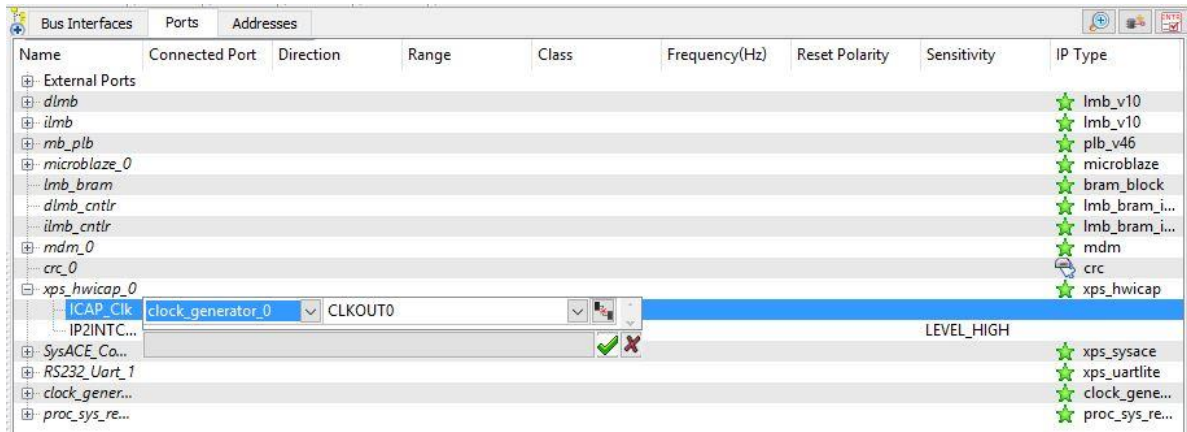 Bus Interfaces Ports Addresses
Name Connected Port Direction Range Class Frequency(Hz) Reset Polarity Sensitivity IP Type
External Ports
dlmb lmb_v10
ilmb lmb_v10
mb_plb plb_v46
microblaze_0 microblaze
lmb_bram bram_block
dlmb_cntlr lmb_bram_i...
ilmb_cntlr lmb_bram_i...
mdm_0 mdm
crc_0 crc
xps_hwicap_0 xps_hwicap
ICAP_Clk clock_generator_0 CLKOUT0
IP2INTC... LEVEL_HIGH
SysACE_Co... xps_sysace
RS232_Uart_1 xps_uartlite
clock_gener... clock_gene...
proc_sys_re... proc_sys_re...